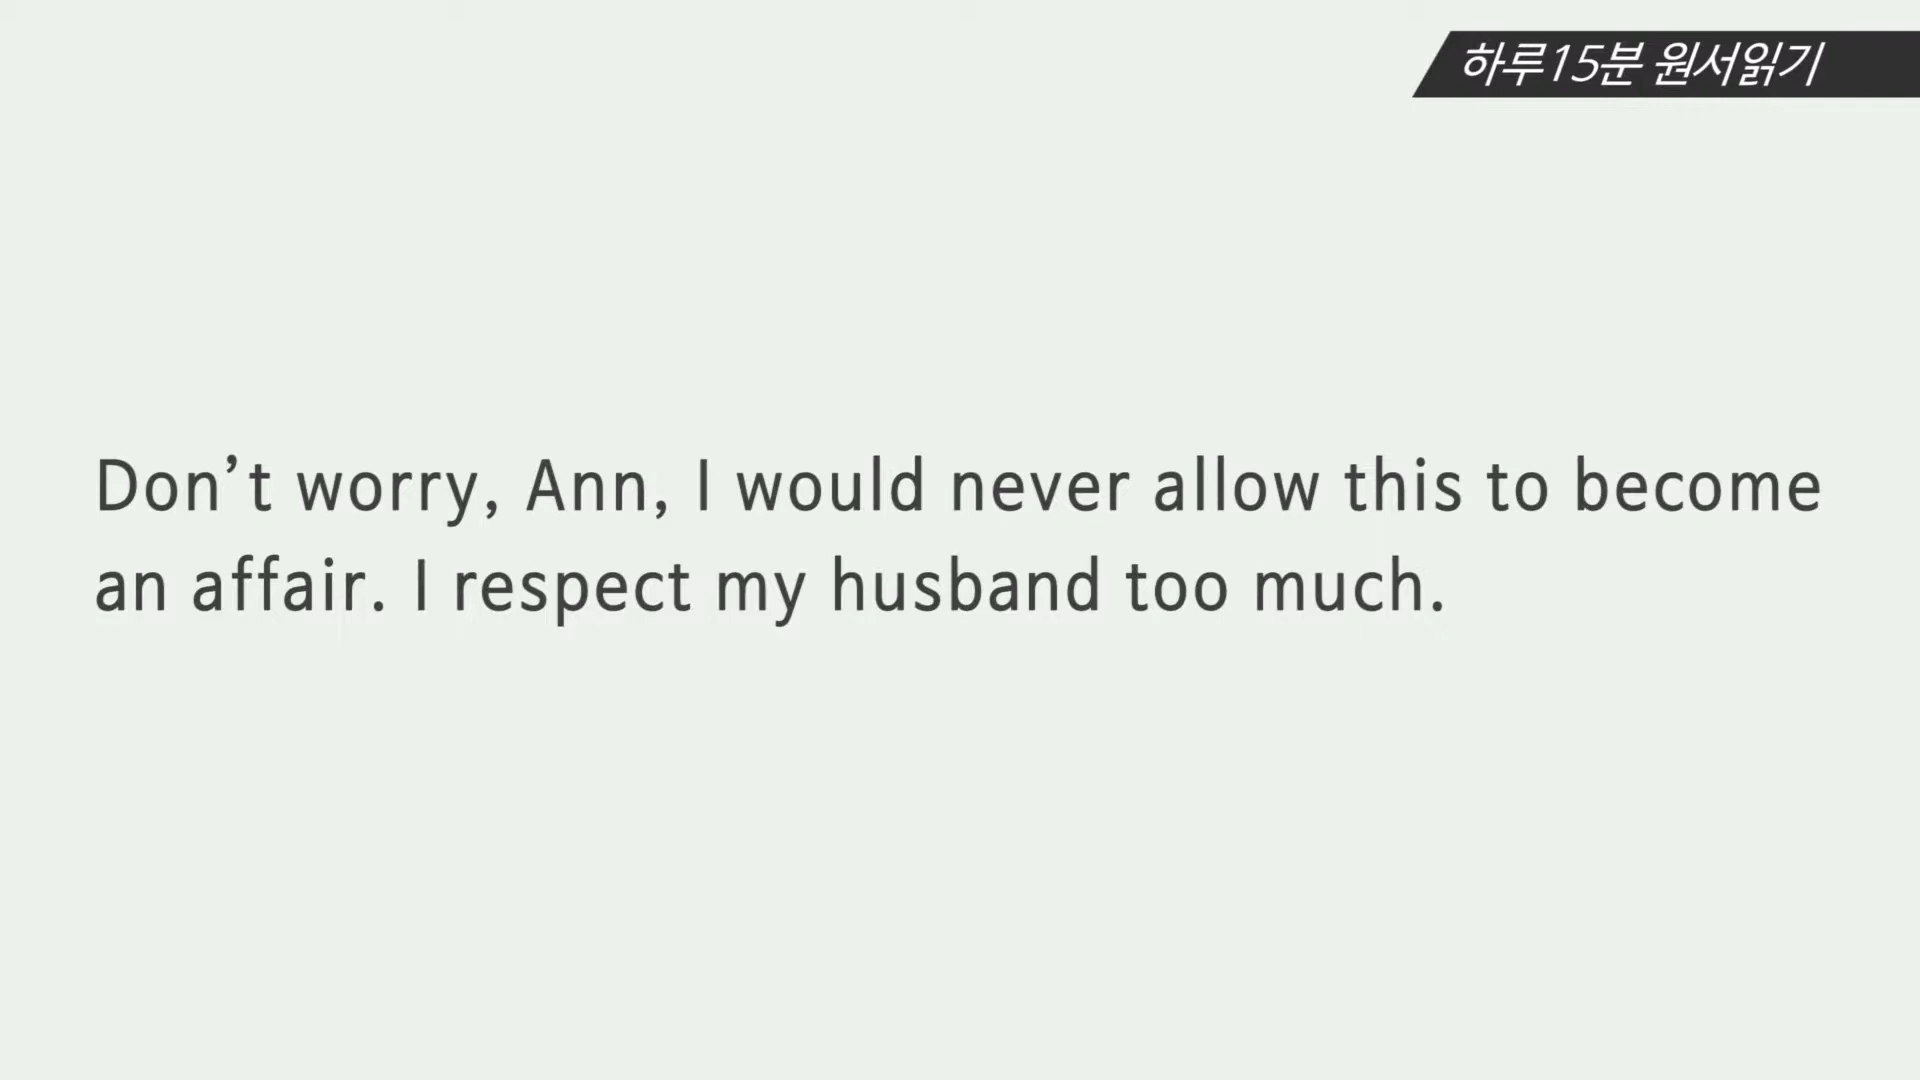 하루15분 원서읽기
Don’t worry, Ann, I would never allow this to become
an affair. I respect my husband too much.